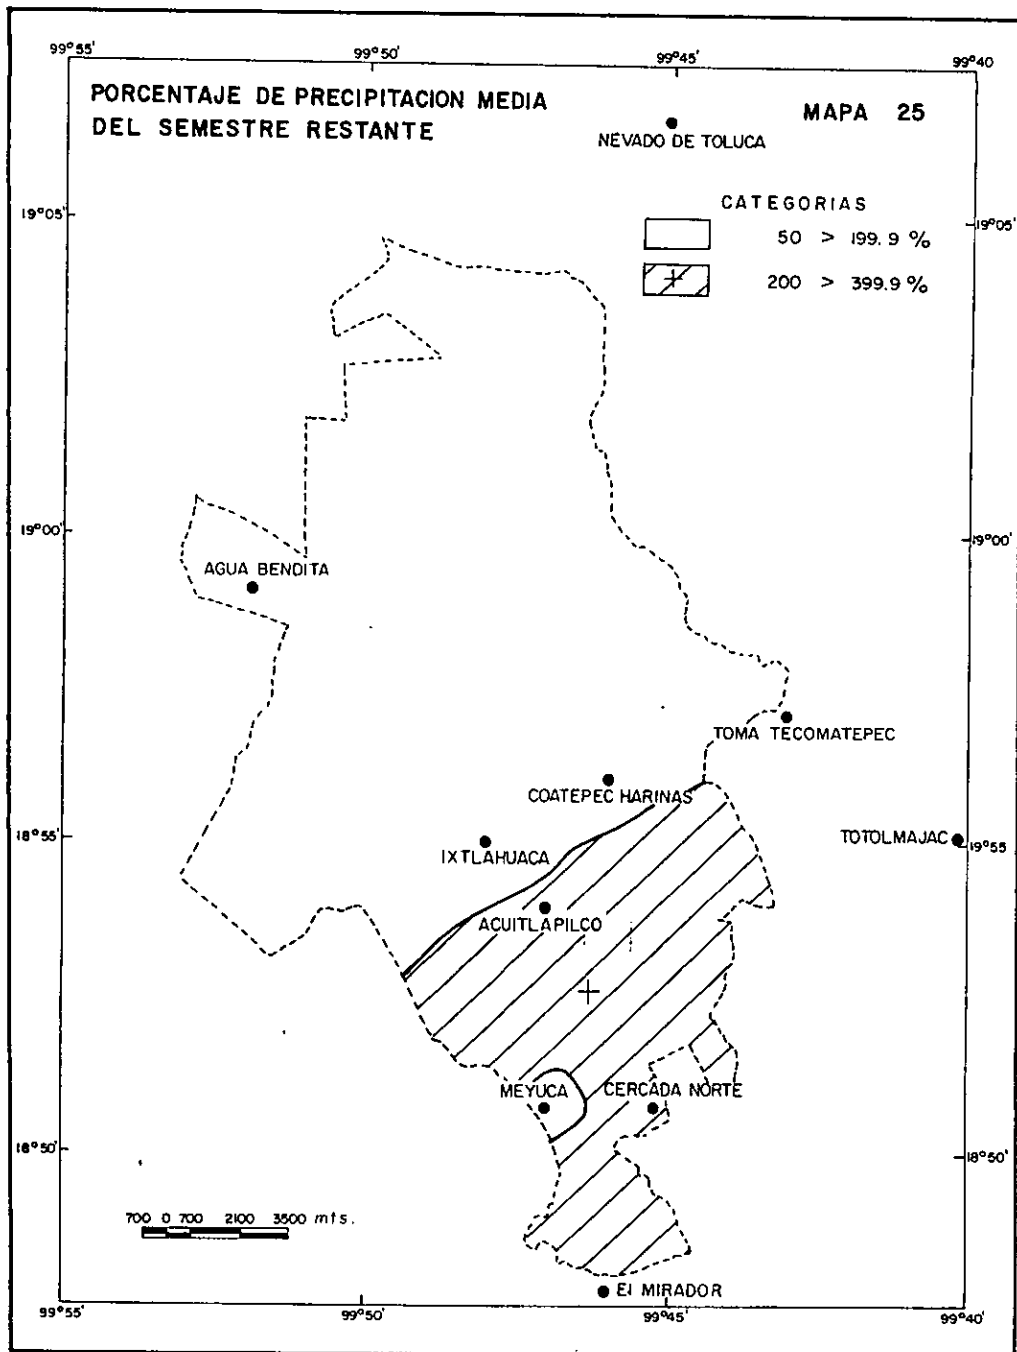 99°55'
99°50'
99°45'
99°40'
PORCENTAJE DE PRECIPITACION MEDIA
DEL SEMESTRE RESTANTE
MAPA 25
NEVADO DE TOLUCA
CATEGORIAS
50 > 199.9 %
200 > 399.9 %
19°05'
19°05'
19°00'
19°00'
AGUA BENDITA
TOMA TECOMATEPEC
COATEPEC HARINAS
18°55'
IXTLAHUACA
TOTOLMAJAC
19°55'
ACUITLAPILCO
MEYUCA
CERCADA NORTE
18°50'
18°50'
700 0 700 2100 3500 mts.
El MIRADOR
99°55'
99°50'
99°45'
99°40'